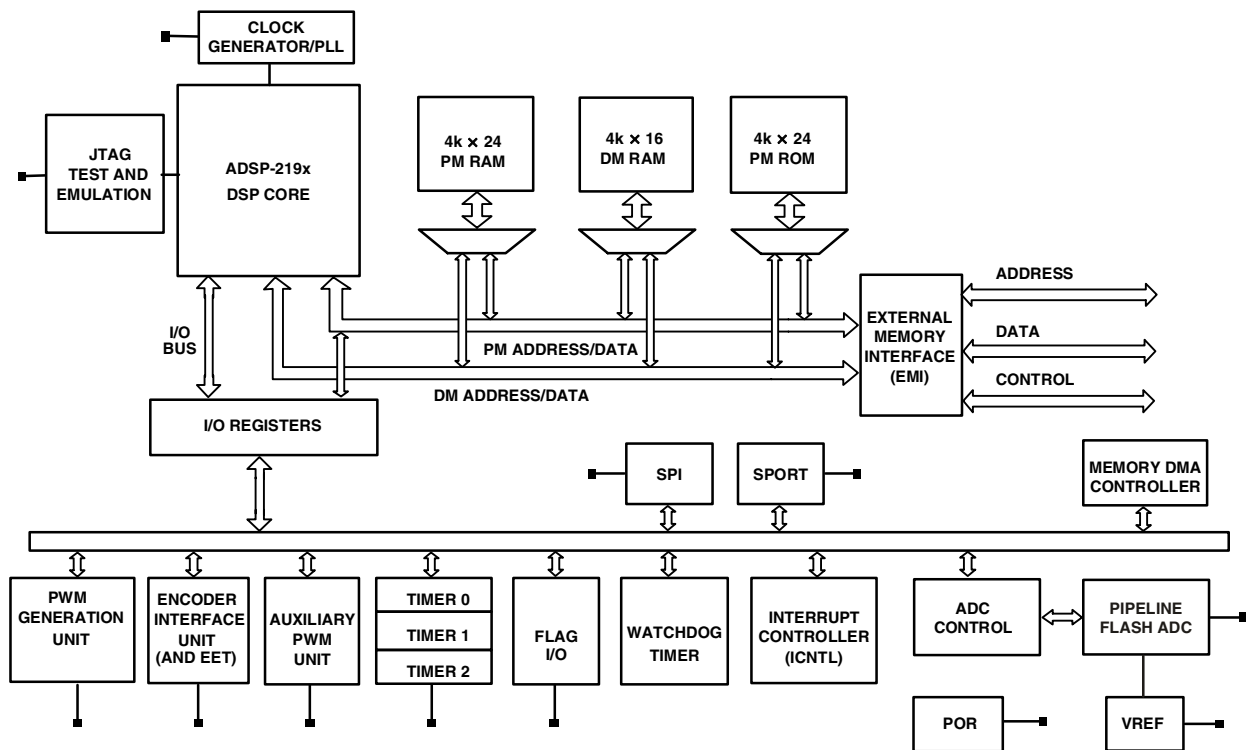 CLOCK
GENERATOR/PLL
JTAG
TEST AND
EMULATION
ADSP-219x
DSP CORE
4k × 24
PM RAM
4k × 16
DM RAM
4k × 24
PM ROM
I/O
BUS
PM ADDRESS/DATA
DM ADDRESS/DATA
EXTERNAL
MEMORY
INTERFACE
(EMI)
ADDRESS
DATA
CONTROL
I/O REGISTERS
SPI
SPORT
MEMORY DMA
CONTROLLER
PWM
GENERATION
UNIT
ENCODER
INTERFACE
UNIT
(AND EET)
AUXILIARY
PWM
UNIT
TIMER 0
TIMER 1
TIMER 2
FLAG
I/O
WATCHDOG
TIMER
INTERRUPT
CONTROLLER
(ICNTL)
ADC
CONTROL
PIPELINE
FLASH ADC
POR
VREF